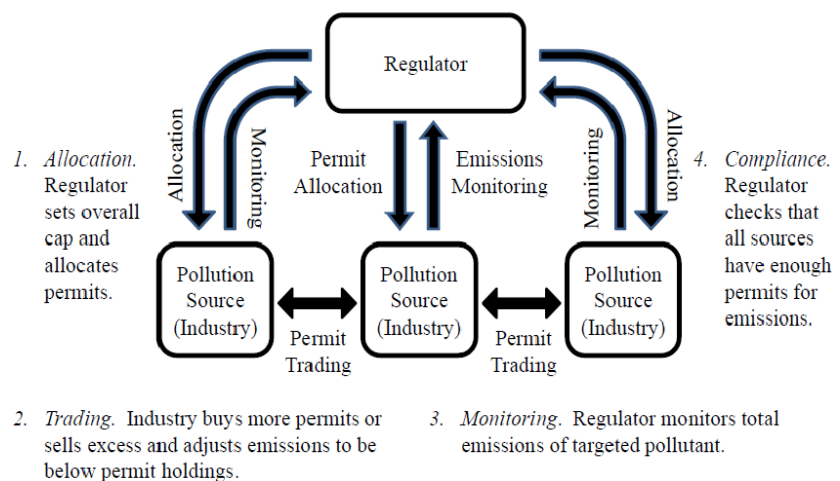 Regulator
Allocation
Monitoring
Permit
Allocation
Emissions
Monitoring
Monitoring
Allocation
1. Allocation.
Regulator
sets overall
cap and
allocates
permits.
4. Compliance.
Regulator
checks that
all sources
have enough
permits for
emissions.
Pollution
Source
(Industry)
Pollution
Source
(Industry)
Pollution
Source
(Industry)
Permit
Trading
Permit
Trading
2. Trading. Industry buys more permits or
sells excess and adjusts emissions to be
below permit holdings.
3. Monitoring. Regulator monitors total
emissions of targeted pollutant.